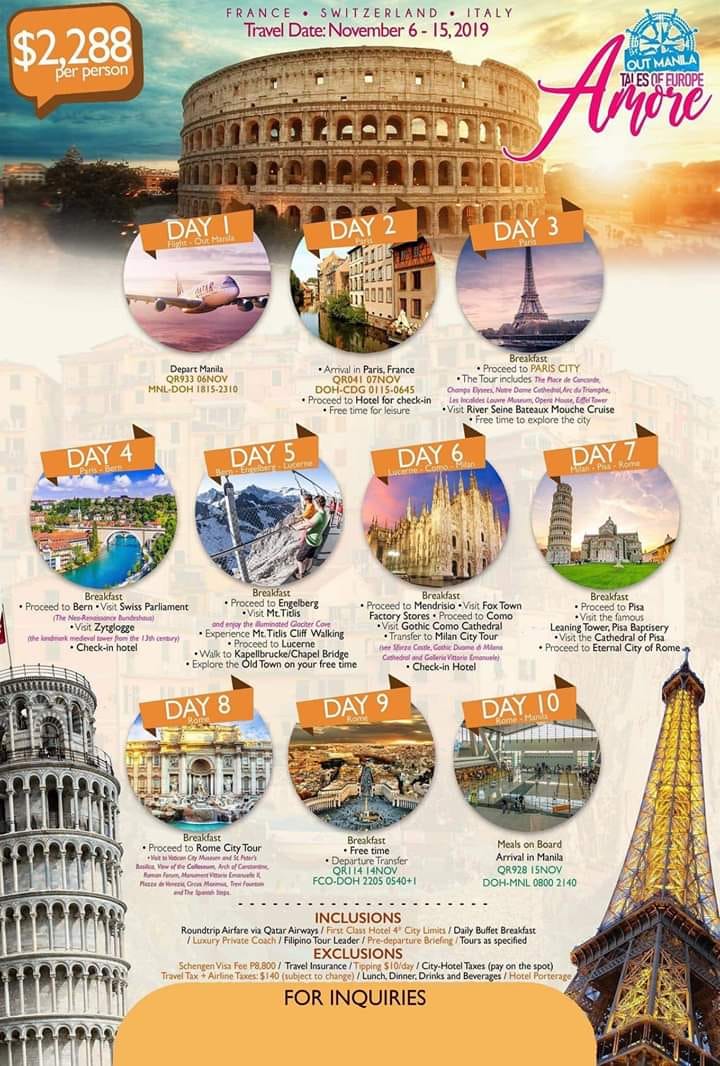 FRANCE • SWITZERLAND • ITALY
Travel Date: November 6 - 15, 2019
$2,288
per person
OUT MANILA
TALES OF EUROPE
Amore
DAY 1
Flight - Out Manila
QATAR
Depart Manila
QR933 06NOV
MNL-DOH 1815-2310
DAY 2
Paris
• Arrival in Paris, France
QR041 07NOV
DOH-CDG 0115-0645
• Proceed to Hotel for check-in
• Free time for leisure
DAY 3
Paris
Breakfast
• Proceed to PARIS CITY
• The Tour includes The Place de Concorde,
Champs Elysees, Notre Dame Cathedral, Arc du Triomphe,
Les Incalides Louvre Museum, Opera House, Eiffel Tower
• Visit River Seine Bateaux Mouche Cruise
• Free time to explore the city
DAY 4
Paris - Bern
Breakfast
• Proceed to Bern • Visit Swiss Parliament
(The Neo-Renaissance Bundeshaus)
• Visit Zytglogge
(the landmark medieval tower from the 13th century)
• Check-in hotel
DAY 5
Bern - Engelberg - Lucerne
Breakfast
• Proceed to Engelberg
• Visit Mt.Titlis
and enjoy the illuminated Glaciter Cave
• Experience Mt.Titlis Cliff Walking
• Proceed to Lucerne
• Walk to Kapellbrucke/Chapel Bridge
• Explore the Old Town on your free time
DAY 6
Lucerne - Como - Milan
Breakfast
• Proceed to Mendrisio • Visit Fox Town
Factory Stores • Proceed to Como
• Visit Gothic Como Cathedral
• Transfer to Milan City Tour
(see Sforza Castle, Gothic Duomo di Milano
Cathedral and Galleria Vittorio Emanuele)
• Check-in Hotel
DAY 7
Milan - Pisa - Rome
Breakfast
• Proceed to Pisa
• Visit the famous
Leaning Tower, Pisa Baptisery
• Visit the Cathedral of Pisa
• Proceed to Eternal City of Rome
DAY 8
Rome
Breakfast
• Proceed to Rome City Tour
• Visit to Vatican City Museum and St. Peter's
Basilica, View of the Collosseum, Arch of Constantine,
Roman Forum, Monument Vittorio Emanuelle II,
Piazza de Venezia, Circus Maximus, Trevi Fountain
and The Spanish Steps.
DAY 9
Rome
Breakfast
• Free time
• Departure Transfer
QR114 14NOV
FCO-DOH 2205 0540+1
DAY 10
Rome - Manila
Meals on Board
Arrival in Manila
QR928 15NOV
DOH-MNL 0800 2140
INCLUSIONS
Roundtrip Airfare via Qatar Airways / First Class Hotel 4* City Limits / Daily Buffet Breakfast
/ Luxury Private Coach / Filipino Tour Leader / Pre-departure Briefing / Tours as specified
EXCLUSIONS
Schengen Visa Fee P8,800 / Travel Insurance / Tipping $10/day / City-Hotel Taxes (pay on the spot)
Travel Tax + Airline Taxes: $140 (subject to change) / Lunch, Dinner, Drinks and Beverages / Hotel Porterage
FOR INQUIRIES